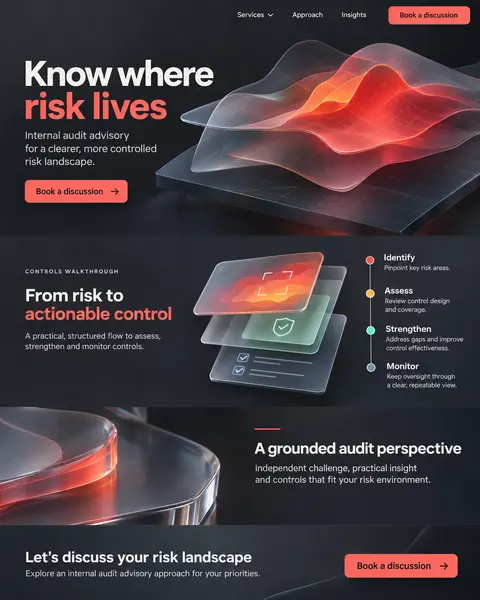 Services
Approach
Insights
Book a discussion
Know where
risk lives
Internal audit advisory
for a clearer, more controlled
risk landscape.
Book a discussion →
CONTROLS WALKTHROUGH
From risk to
actionable control
A practical, structured flow to assess,
strengthen and monitor controls.
Identify
Pinpoint key risk areas.
Assess
Review control design
and coverage.
Strengthen
Address gaps and improve
control effectiveness.
Monitor
Keep oversight through
a clear, repeatable view.
A grounded audit perspective
Independent challenge, practical insight
and controls that fit your risk environment.
Let's discuss your risk landscape
Explore an internal audit advisory approach for your priorities.
Book a discussion →